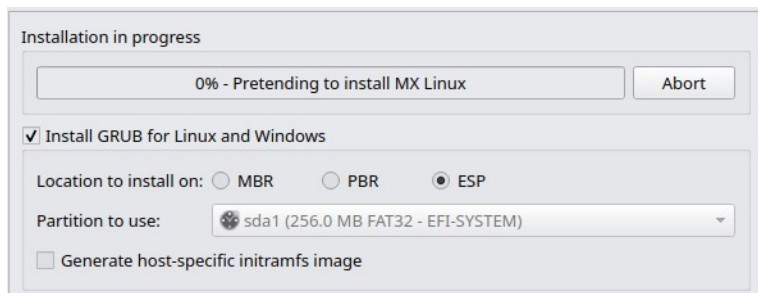 Installation in progress
0% - Pretending to install MX Linux Abort
Install GRUB for Linux and Windows
Location to install on: MBR PBR ESP
Partition to use: sda1 (256.0 MB FAT32 - EFI-SYSTEM)
Generate host-specific initramfs image